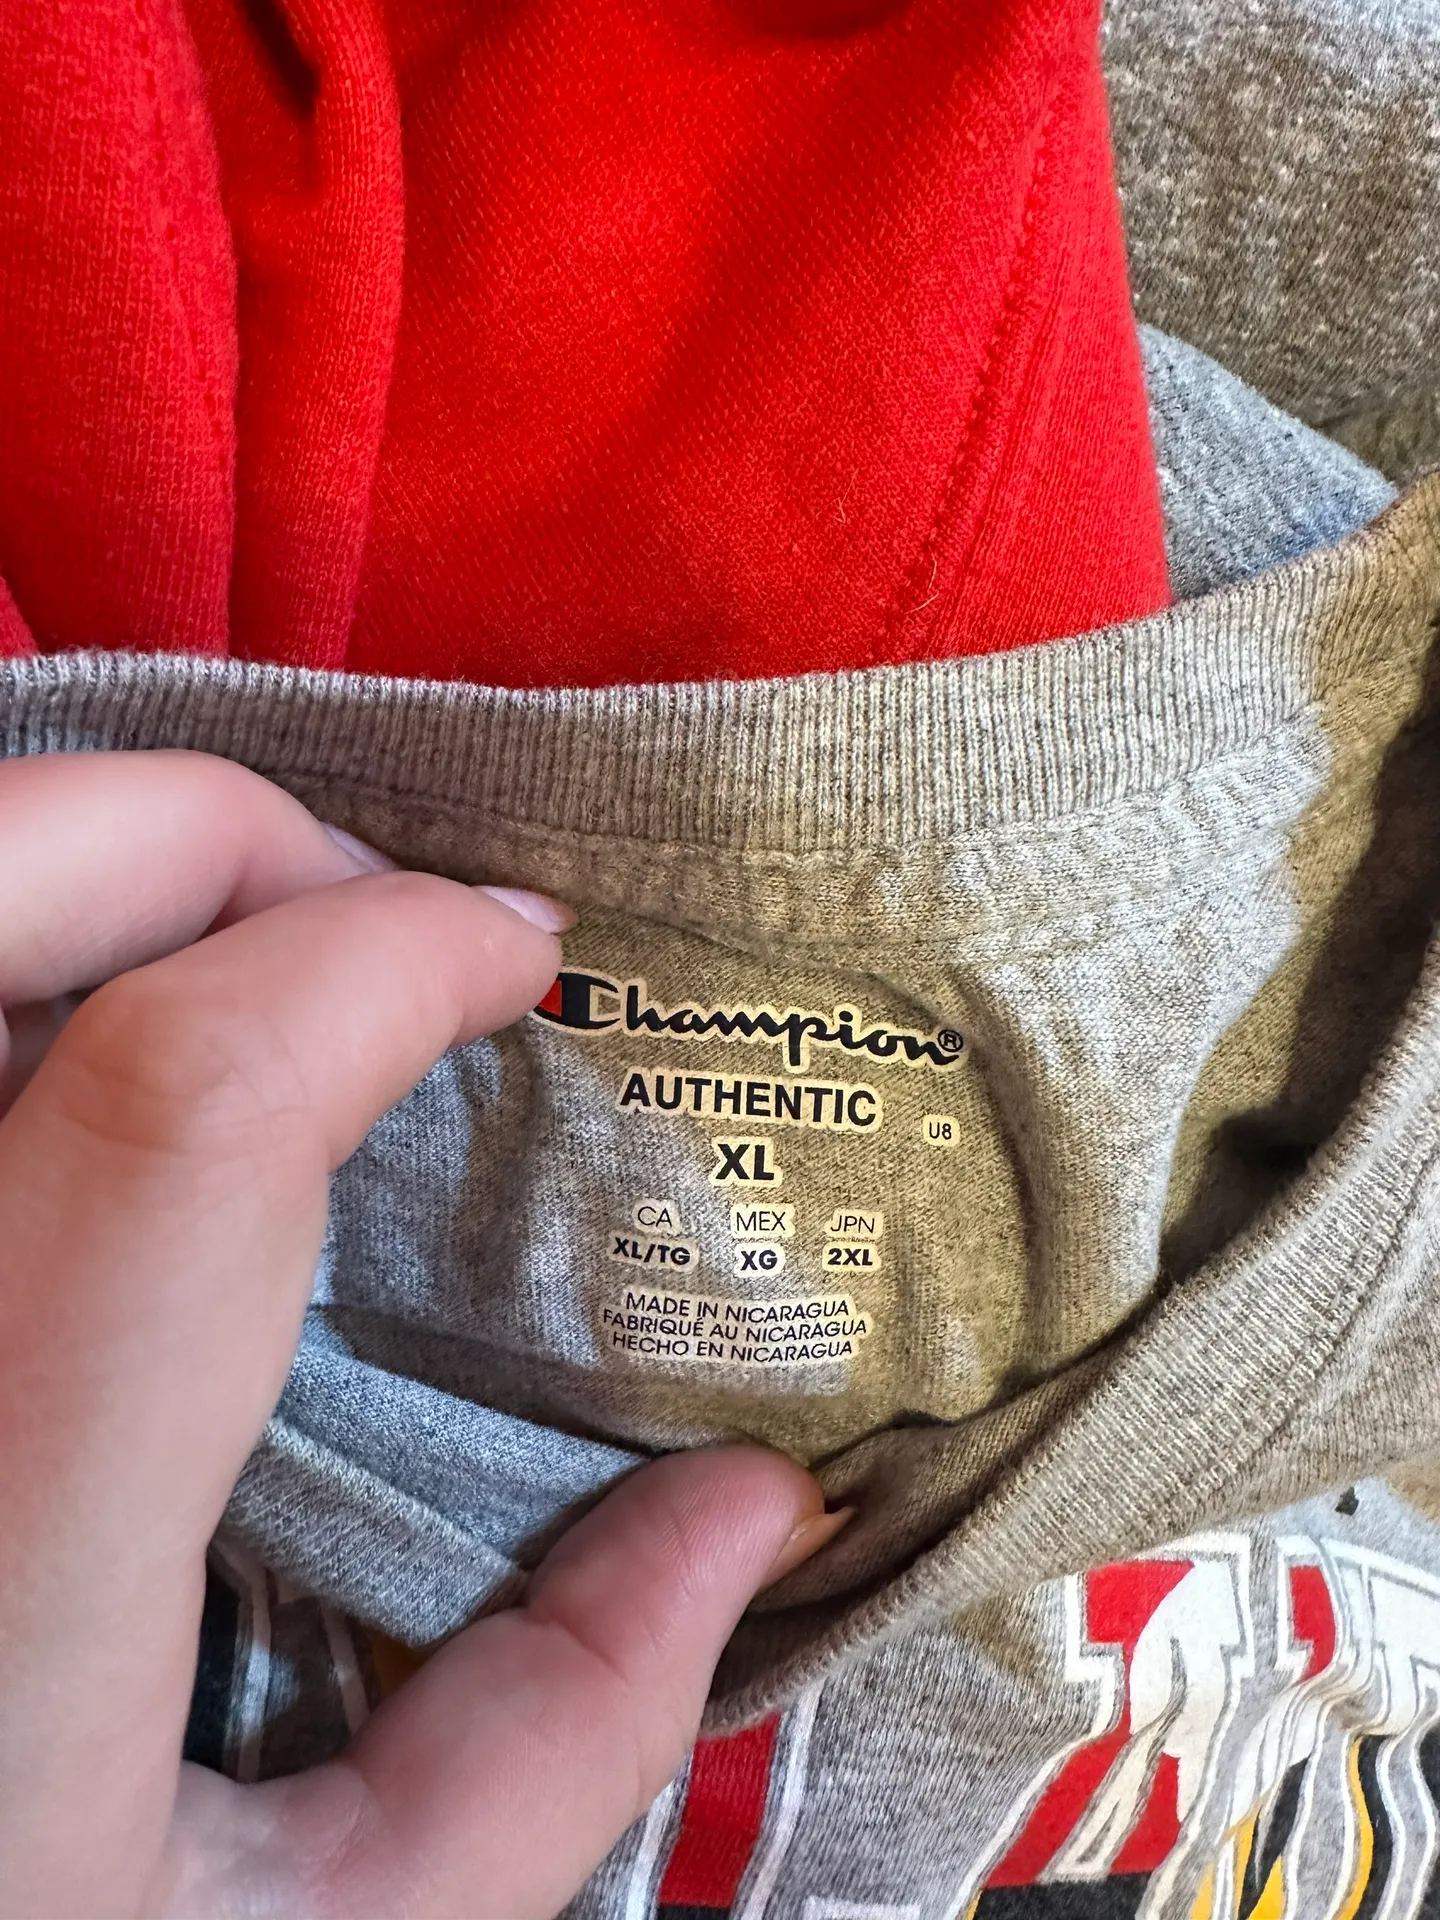 Champion®
AUTHENTIC
U8
XL
CA MEX JPN
XL/TG XG 2XL
MADE IN NICARAGUA
FABRIQUÉ AU NICARAGUA
HECHO EN NICARAGUA